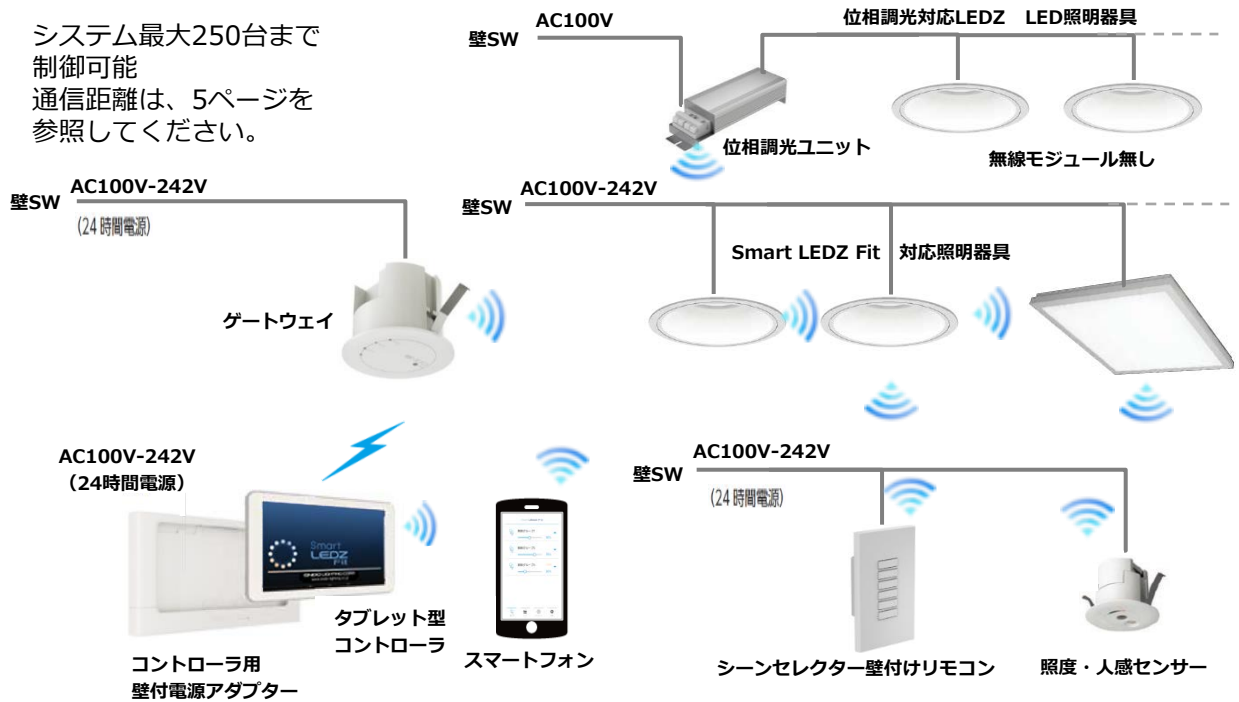 システム最大250台まで
制御可能
通信距離は、5ページを
参照してください。
壁SW
AC100V
位相調光対応LEDZ　LED照明器具
位相調光ユニット
無線モジュール無し
壁SW
AC100V-242V
(24時間電源)
ゲートウェイ
壁SW
AC100V-242V
Smart LEDZ Fit　対応照明器具
AC100V-242V
（24時間電源）
Smart
LEDZ
Fit
タブレット型
コントローラ
コントローラ用
壁付電源アダプター
スマートフォン
壁SW
AC100V-242V
(24時間電源)
シーンセレクター壁付けリモコン
照度・人感センサー